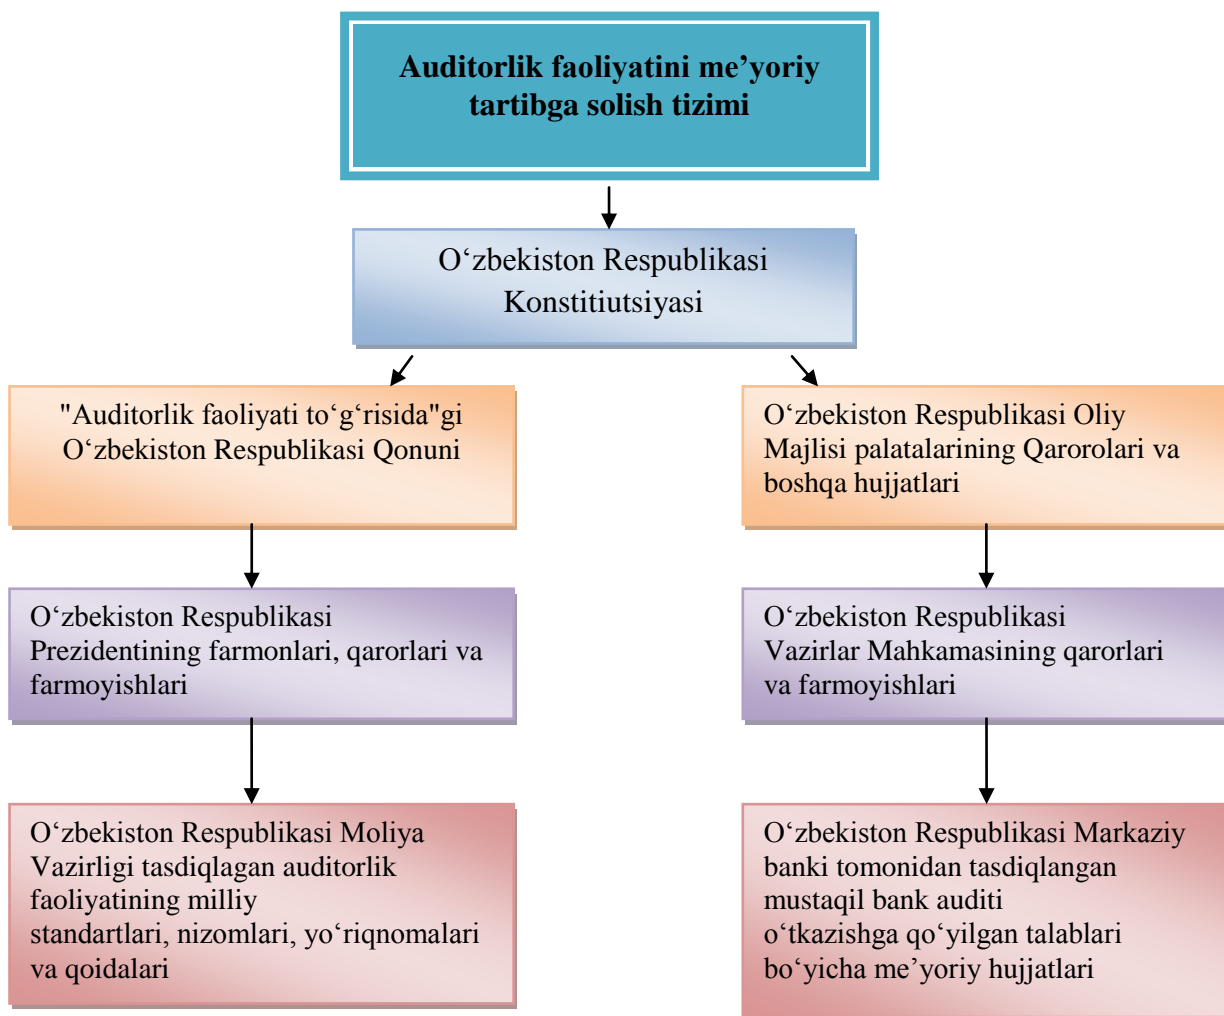 Auditorlik faoliyatini me’yoriy
tartibga solish tizimi
O‘zbekiston Respublikasi
Konstitiutsiyasi
"Auditorlik faoliyati to‘g‘risida"gi
O‘zbekiston Respublikasi Qonuni
O‘zbekiston Respublikasi Oliy
Majlisi palatalarining Qarorolari va
boshqa hujjatlari
O‘zbekiston Respublikasi
Prezidentining farmonlari, qarorlari va
farmoyishlari
O‘zbekiston Respublikasi
Vazirlar Mahkamasining qarorlari
va farmoyishlari
O‘zbekiston Respublikasi Moliya
Vazirligi tasdiqlagan auditorlik
faoliyatining milliy
standartlari, nizomlari, yo‘riqnomalari
va qoidalari
O‘zbekiston Respublikasi Markaziy
banki tomonidan tasdiqlangan
mustaqil bank auditi
o‘tkazishga qo‘yilgan talablari
bo‘yicha me’yoriy hujjatlari